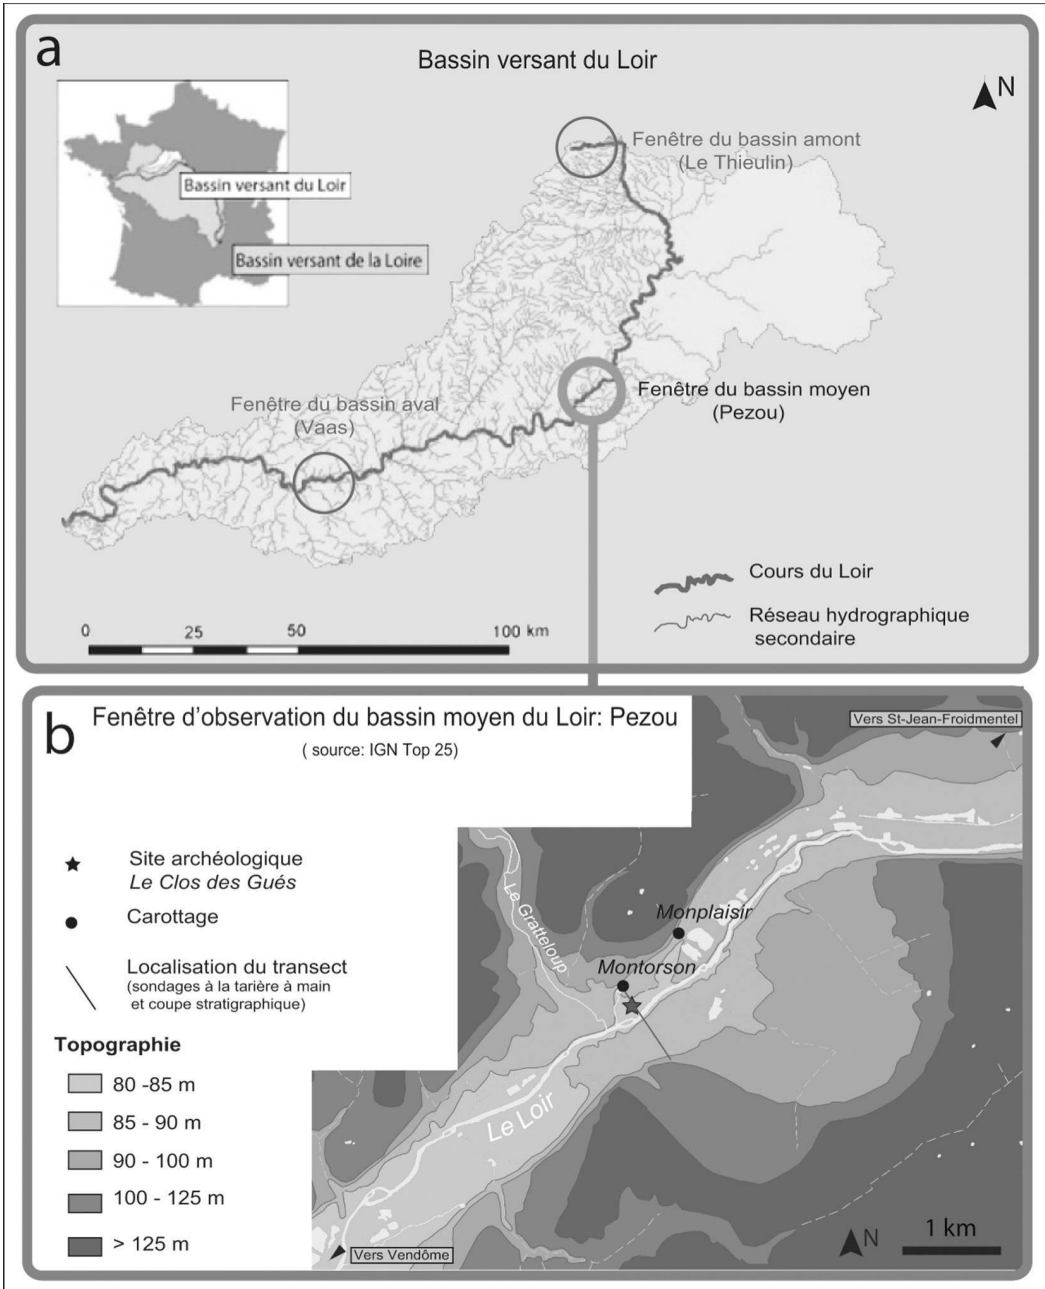 a
Bassin versant du Loir
N
Bassin versant du Loir
Bassin versant de la Loire
Fenêtre du bassin amont
(Le Thieulin)
Fenêtre du bassin moyen
(Pezou)
Fenêtre du bassin aval
(Vaas)
Cours du Loir
Réseau hydrographique
secondaire
0 25 50 100 km
b
Fenêtre d'observation du bassin moyen du Loir: Pezou
( source: IGN Top 25)
Vers St-Jean-Froidmentel
Site archéologique
Le Clos des Gués
Carottage
Localisation du transect
(sondages à la tarière à main
et coupe stratigraphique)
Topographie
80 -85 m
85 - 90 m
90 - 100 m
100 - 125 m
> 125 m
Le Gratteloup
Monplaisir
Montorson
Le Loir
Vers Vendôme
N
1 km